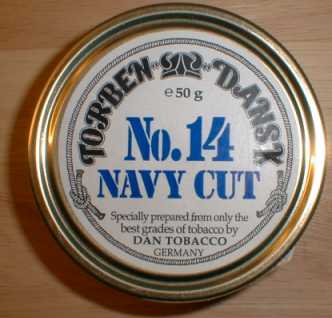 TORBEN DANSK
℮ 50 g
No. 14
NAVY CUT
Specially prepared from only the
best grades of tobacco by
DAN TOBACCO
GERMANY